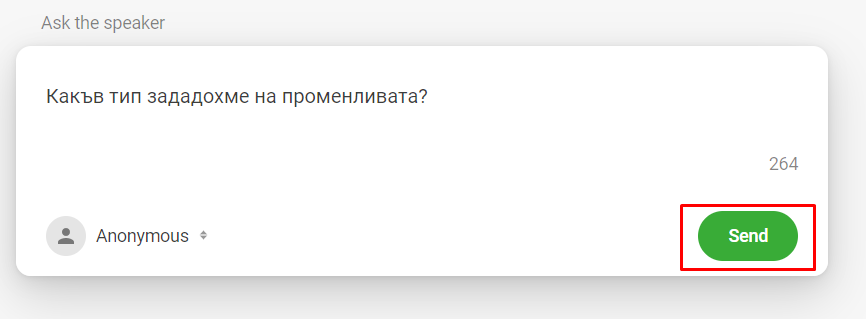 Ask the speaker
Какъв тип зададохме на променливата?
264
Anonymous
Send